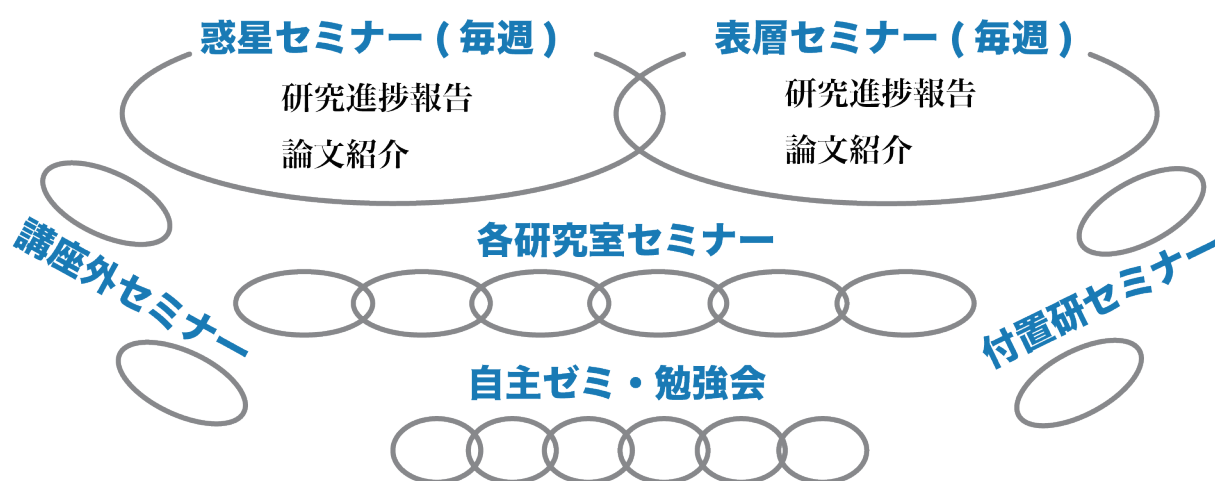 惑星セミナー ( 毎週 )
表層セミナー ( 毎週 )
研究進捗報告
論文紹介
研究進捗報告
論文紹介
各研究室セミナー
講座外セミナー
付置研セミナー
自主ゼミ・勉強会